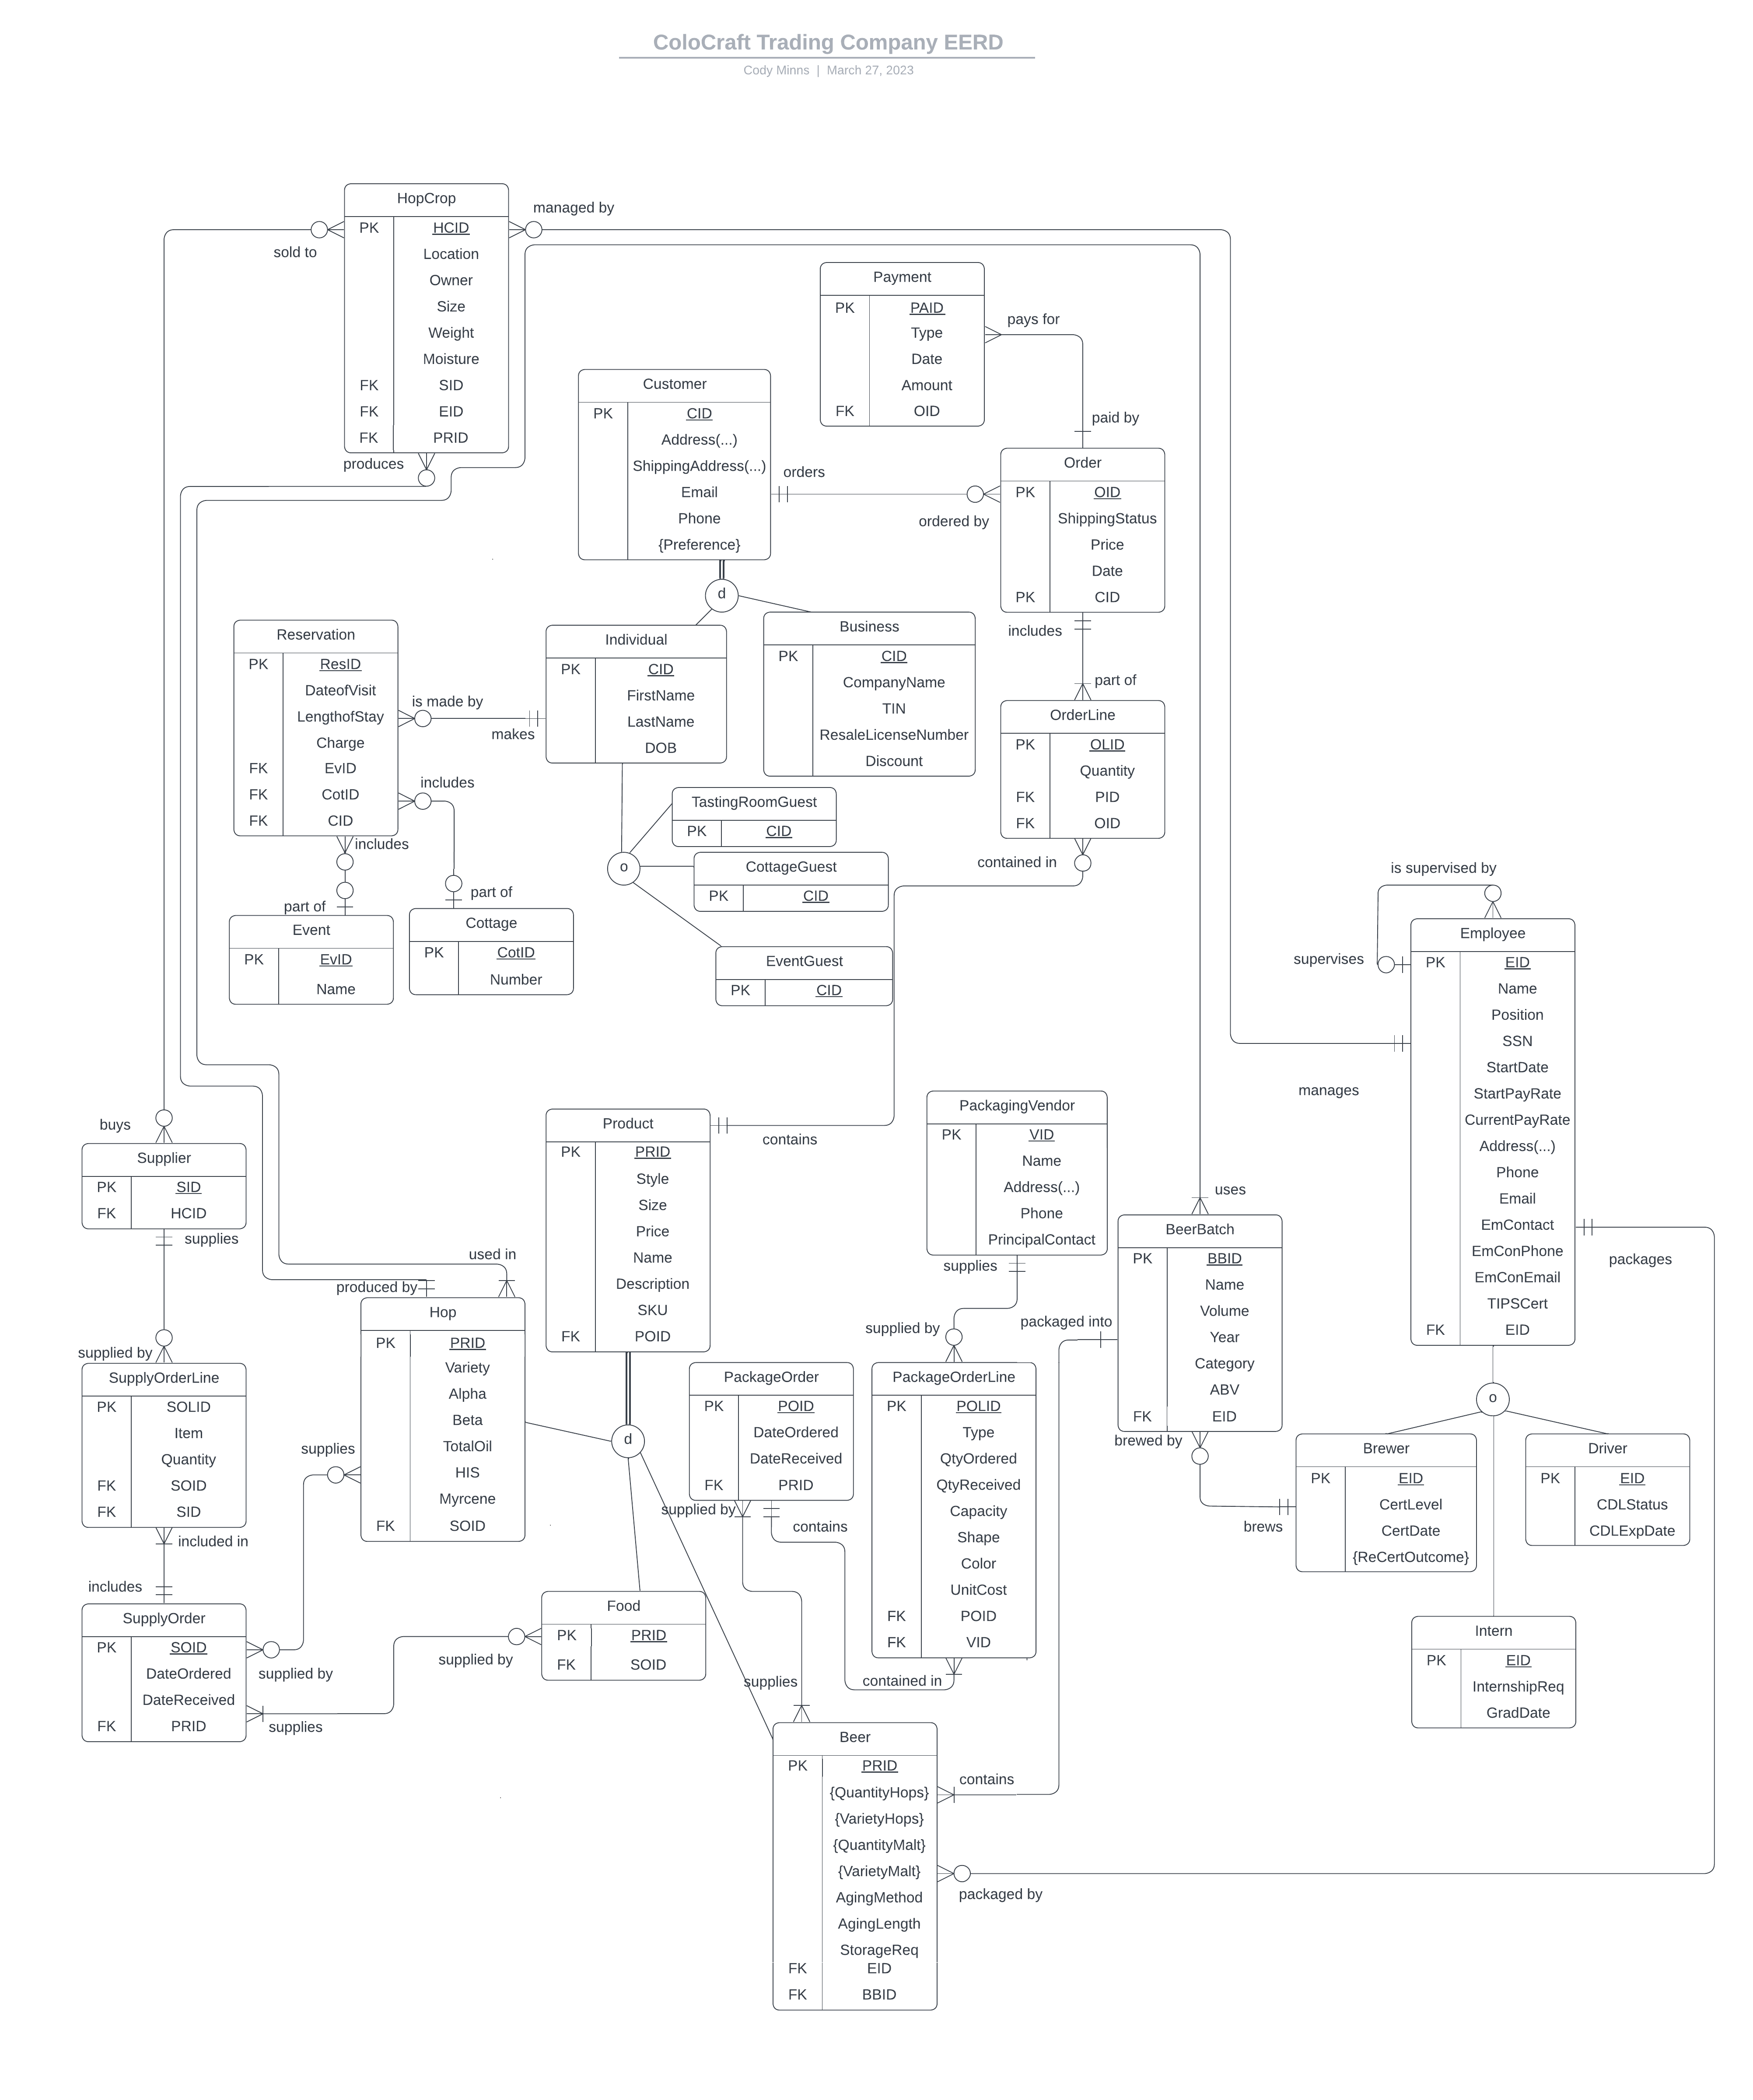 ColoCraft Trading Company EERD
Cody Minns | March 27, 2023
HopCrop
PK HCID
Location
Owner
Size
Weight
Moisture
FK SID
FK EID
FK PRID
managed by
sold to
produces
Payment
PK PAID
Type
Date
Amount
FK OID
pays for
paid by
Customer
PK CID
Address(...)
ShippingAddress(...)
Email
Phone
{Preference}
orders
ordered by
Order
PK OID
ShippingStatus
Price
Date
PK CID
includes
part of
d
Reservation
PK ResID
DateofVisit
LengthofStay
Charge
FK EvID
FK CotID
FK CID
is made by
makes
includes
includes
part of
part of
Individual
PK CID
FirstName
LastName
DOB
Business
PK CID
CompanyName
TIN
ResaleLicenseNumber
Discount
OrderLine
PK OLID
Quantity
FK PID
FK OID
contained in
TastingRoomGuest
PK CID
o
CottageGuest
PK CID
EventGuest
PK CID
Event
PK EvID
Name
Cottage
PK CotID
Number
is supervised by
supervises
Employee
PK EID
Name
Position
SSN
StartDate
StartPayRate
CurrentPayRate
Address(...)
Phone
Email
EmContact
EmConPhone
EmConEmail
TIPSCert
FK EID
manages
packages
buys
Supplier
PK SID
FK HCID
supplies
supplied by
Product
PK PRID
Style
Size
Price
Name
Description
SKU
FK POID
contains
PackagingVendor
PK VID
Name
Address(...)
Phone
PrincipalContact
supplies
supplied by
uses
BeerBatch
PK BBID
Name
Volume
Year
Category
ABV
FK EID
packaged into
brewed by
brews
used in
produced by
Hop
PK PRID
Variety
Alpha
Beta
TotalOil
HIS
Myrcene
FK SOID
supplies
SupplyOrderLine
PK SOLID
Item
Quantity
FK SOID
FK SID
included in
includes
d
PackageOrder
PK POID
DateOrdered
DateReceived
FK PRID
supplied by
contains
PackageOrderLine
PK POLID
Type
QtyOrdered
QtyReceived
Capacity
Shape
Color
UnitCost
FK POID
FK VID
contained in
o
Brewer
PK EID
CertLevel
CertDate
{ReCertOutcome}
Driver
PK EID
CDLStatus
CDLExpDate
Intern
PK EID
InternshipReq
GradDate
SupplyOrder
PK SOID
DateOrdered
DateReceived
FK PRID
supplied by
supplies
Food
PK PRID
FK SOID
supplied by
supplies
Beer
PK PRID
{QuantityHops}
{VarietyHops}
{QuantityMalt}
{VarietyMalt}
AgingMethod
AgingLength
StorageReq
FK EID
FK BBID
contains
packaged by